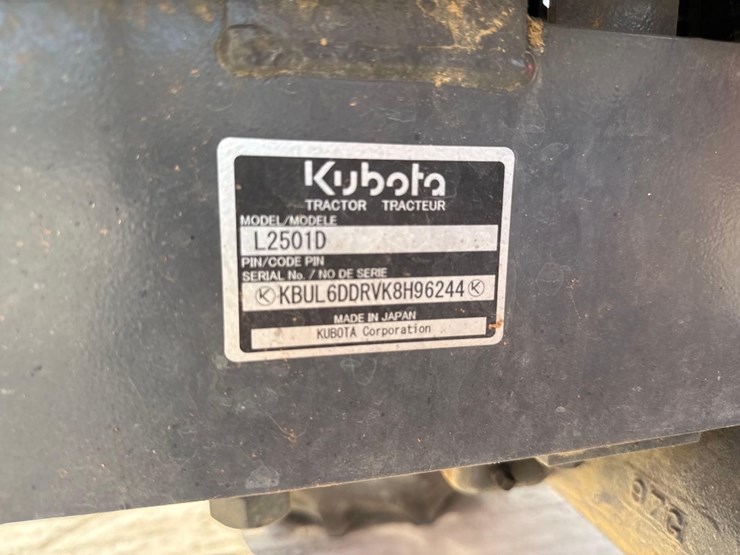 Kubota
TRACTOR TRACTEUR
MODEL/MODELE
L2501D
PIN/CODE PIN
SERIAL No. / NO DE SERIE
KBUL6DDRVK8H96244
MADE IN JAPAN
KUBOTA Corporation